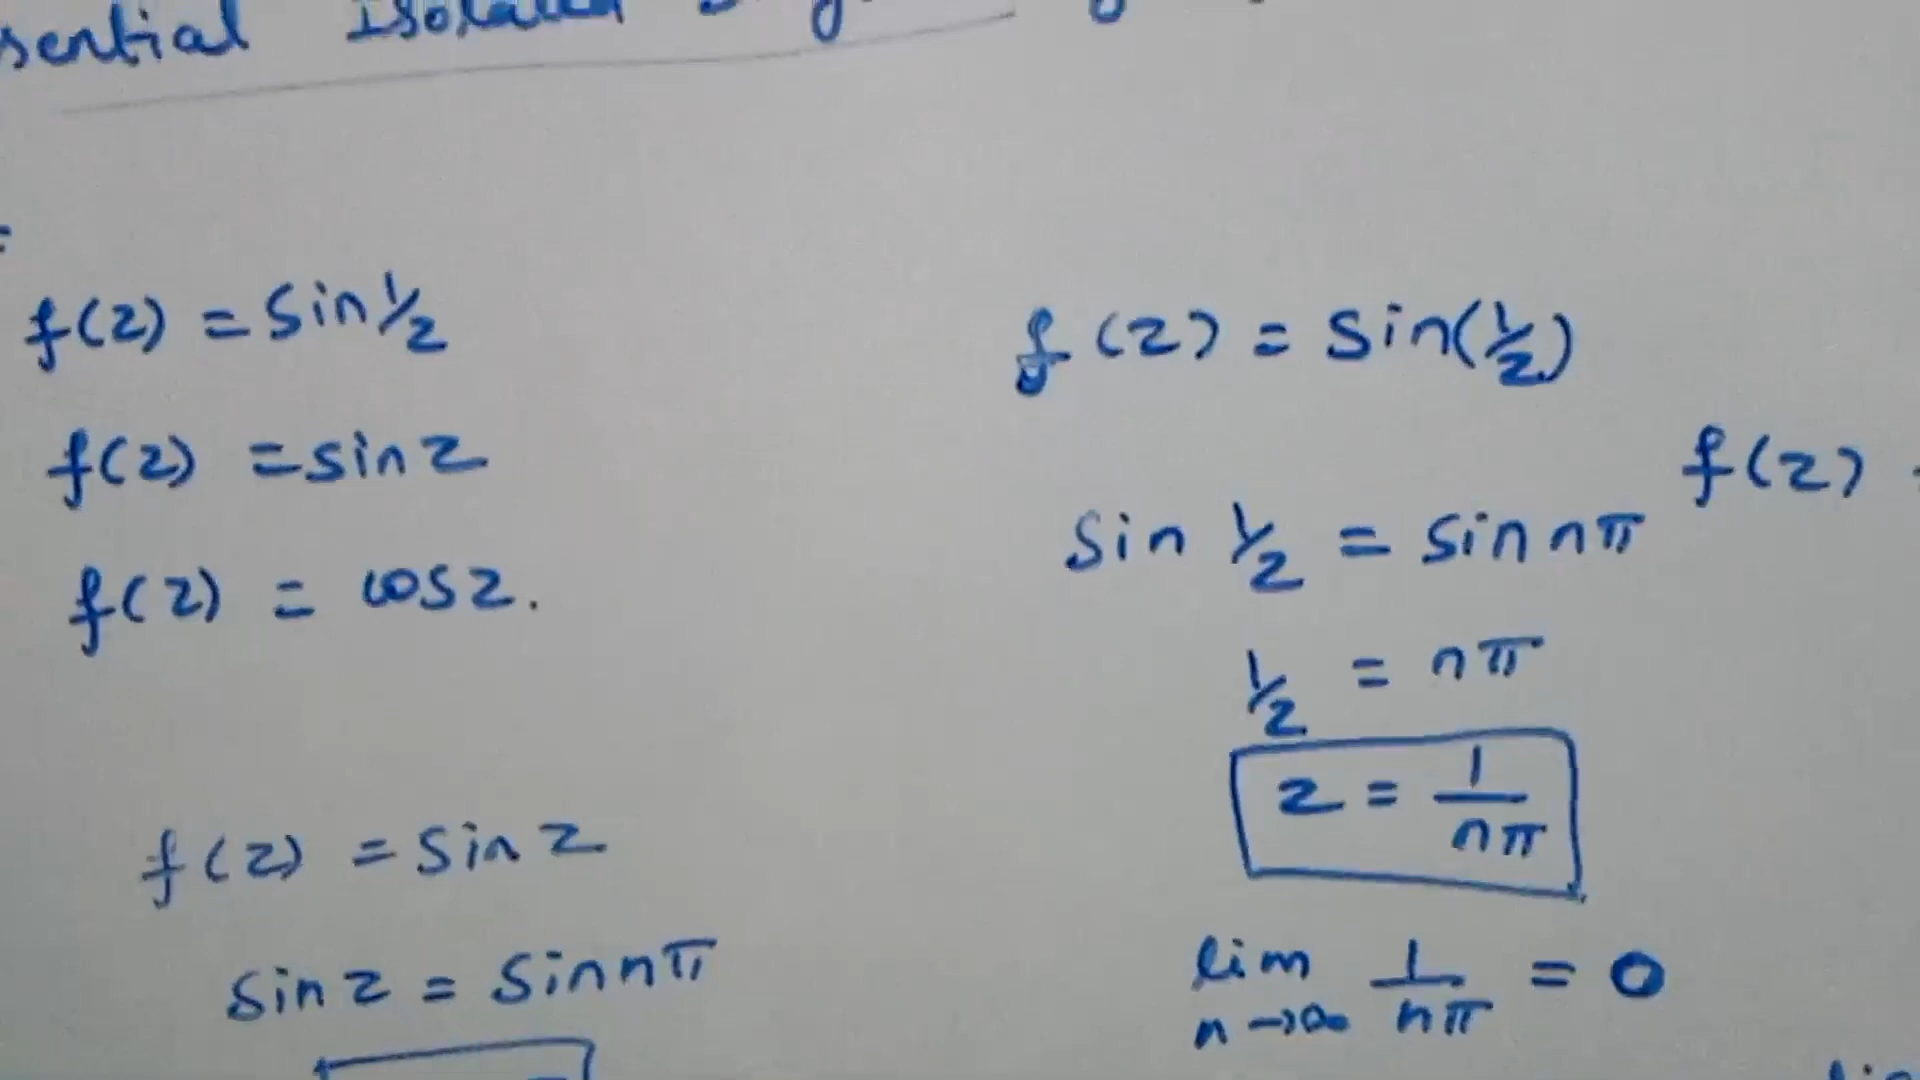 Isolated
f(z) = Sin 1/z
f(z) = sin z
f(z) = cos z.
f(z) = Sin z
Sin z = Sin nπ
f(z) = Sin(1/z)
Sin 1/z = Sin nπ
1/z = nπ
z = 1/nπ
lim n→∞ 1/nπ = 0
f(z)